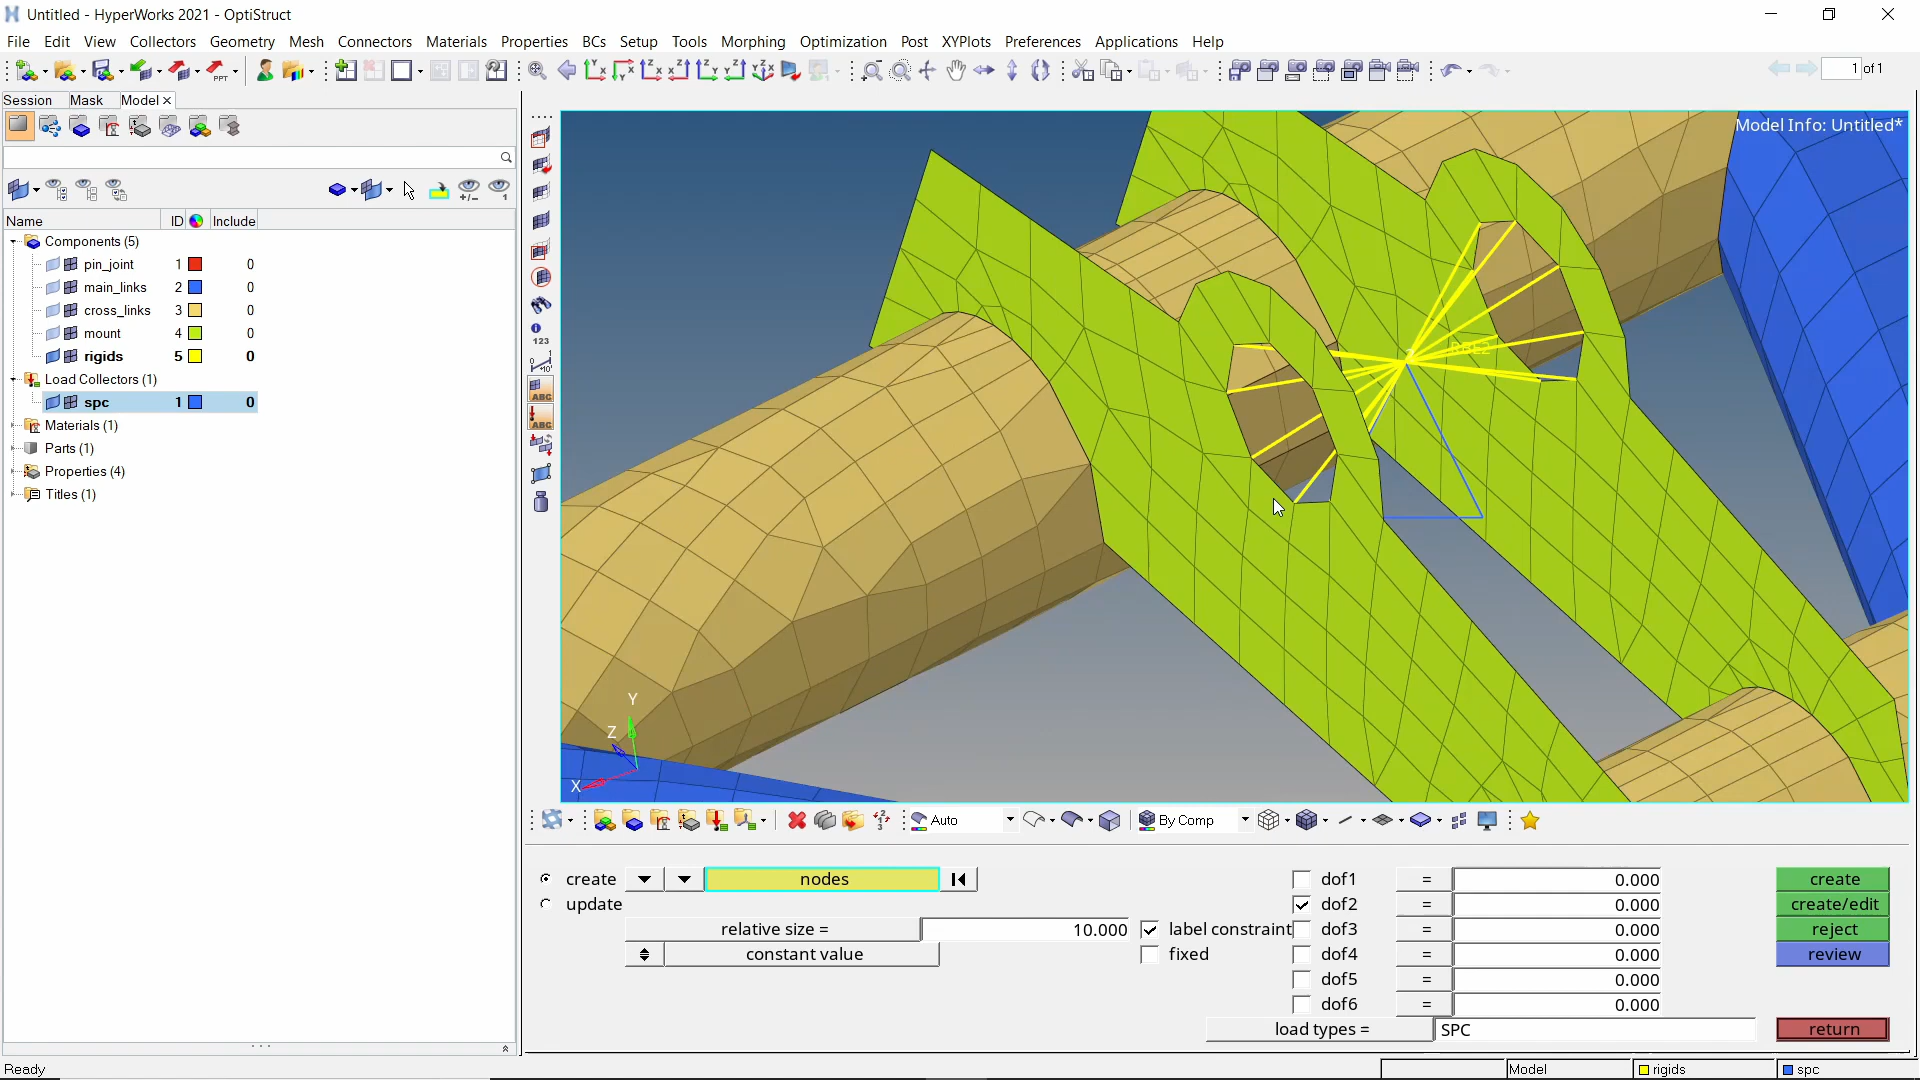 Untitled - HyperWorks 2021 - OptiStruct
File Edit View Collectors Geometry Mesh Connectors Materials Properties BCs Setup Tools Morphing Optimization Post XYPlots Preferences Applications Help
1 of 1
Session Mask Model
Model Info: Untitled*
Name ID Include
Components (5)
pin_joint 1 0
main_links 2 0
cross_links 3 0
mount 4 0
rigids 5 0
Load Collectors (1)
spc 1 0
Materials (1)
Parts (1)
Properties (4)
Titles (1)
RBE2
Y
Z
X
Auto By Comp
create nodes dof1 = 0.000 create
update dof2 = 0.000 create/edit
relative size = 10.000 label constraint dof3 = 0.000 reject
constant value fixed dof4 = 0.000 review
dof5 = 0.000
dof6 = 0.000
load types = SPC return
Ready Model rigids spc